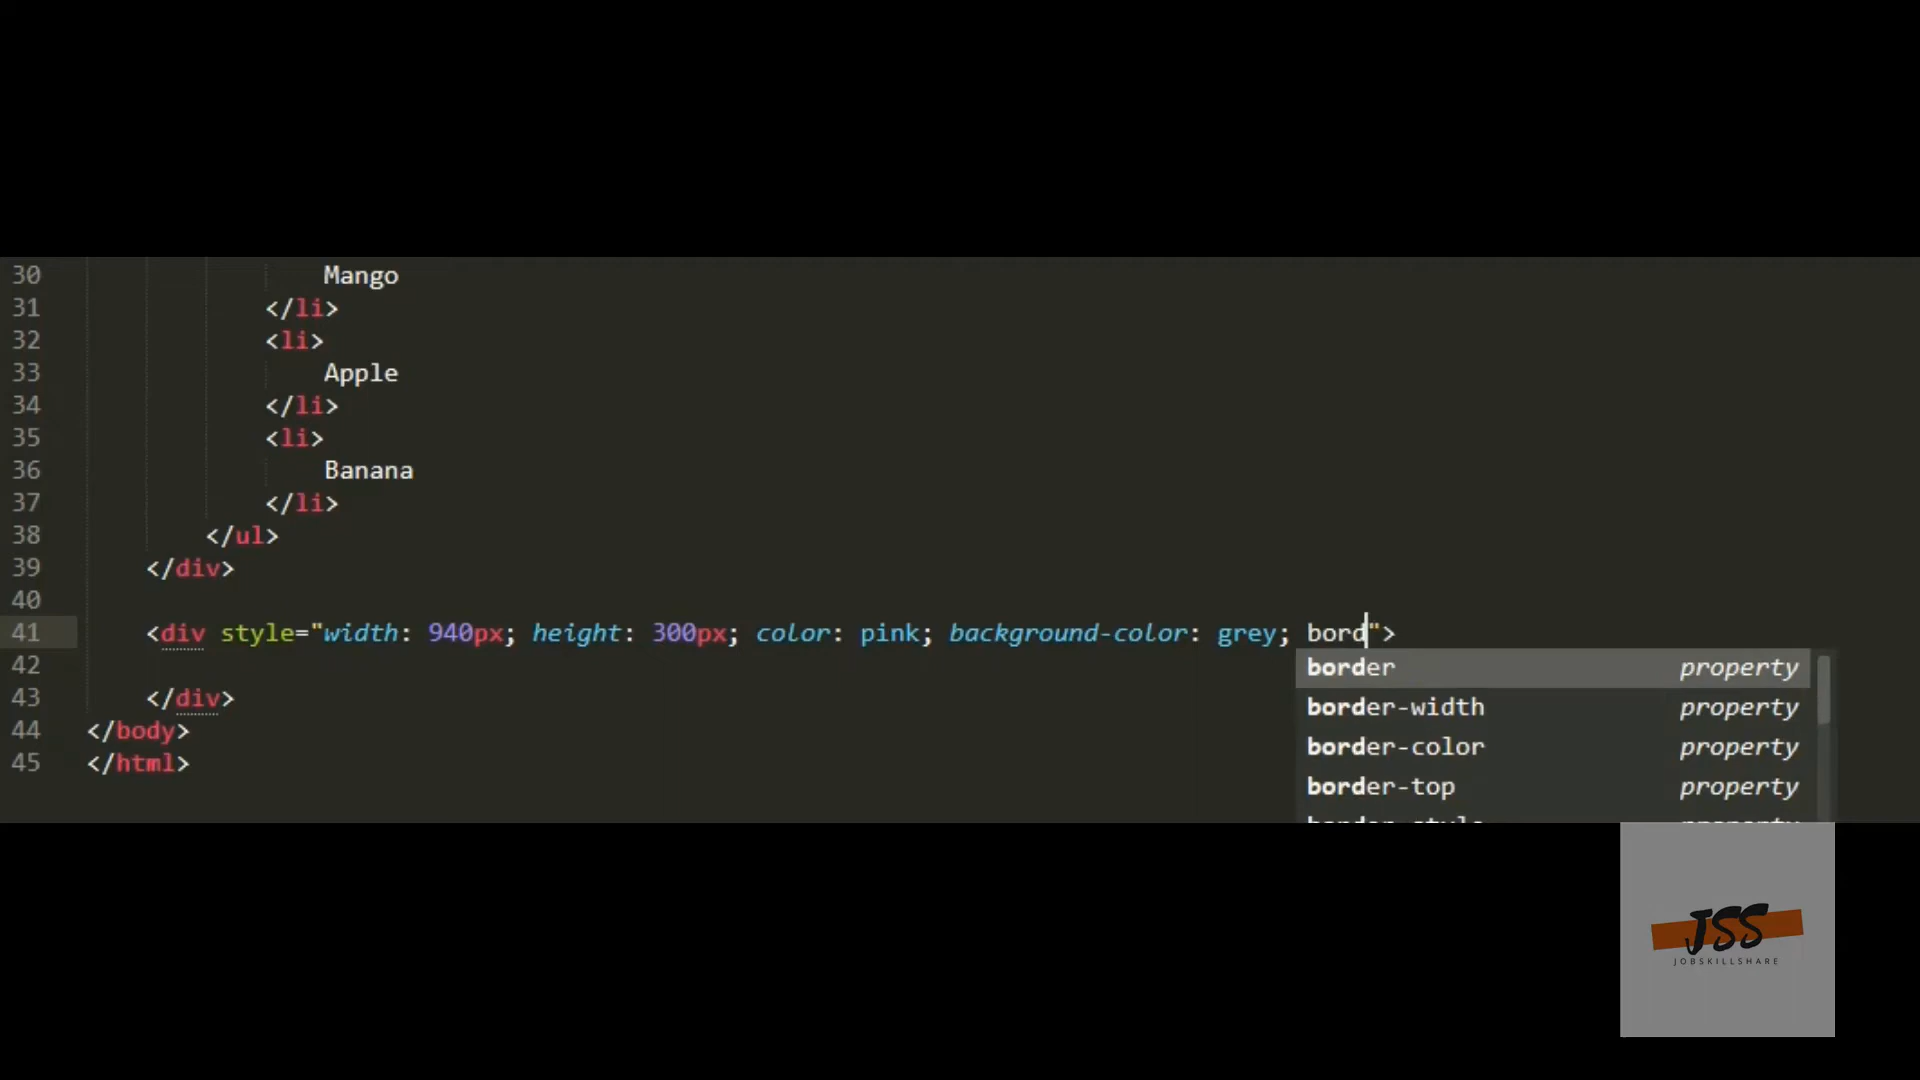 30 Mango
31 </li>
32 <li>
33 Apple
34 </li>
35 <li>
36 Banana
37 </li>
38 </ul>
39 </div>
40
41 <div style="width: 940px; height: 300px; color: pink; background-color: grey; bord">
border property
42
border-width property
43 </div>
44 </body>
border-color property
45 </html>
border-top property
JSS
JOBSKILLSHARE